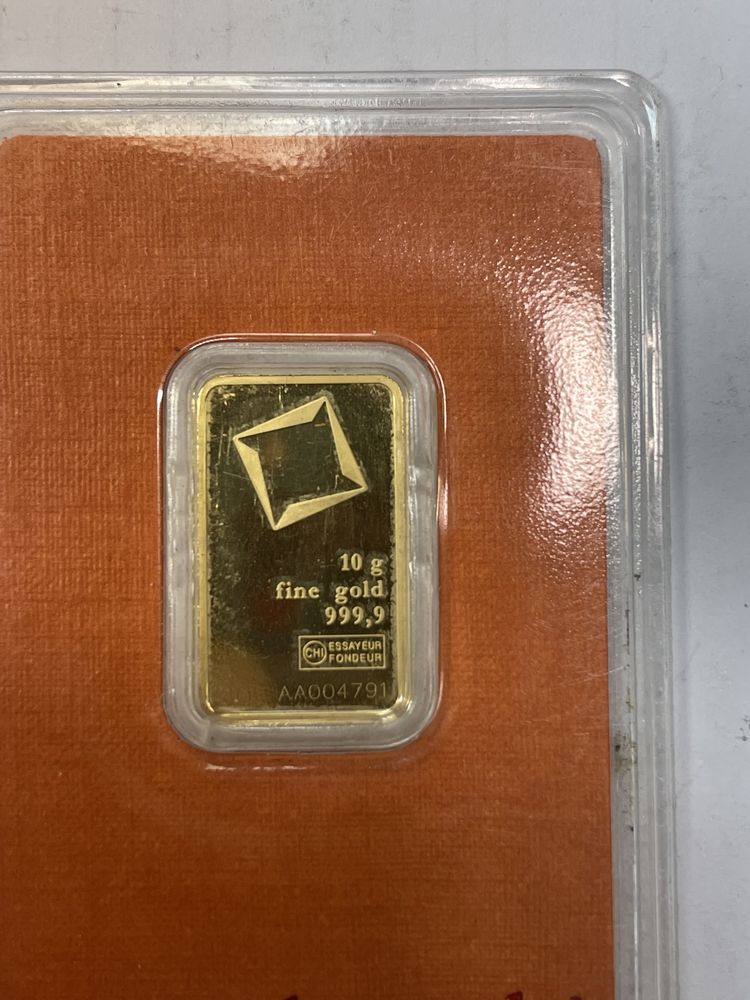 10 g
fine gold
999,9
CHI ESSAYEUR
FONDEUR
AA004791